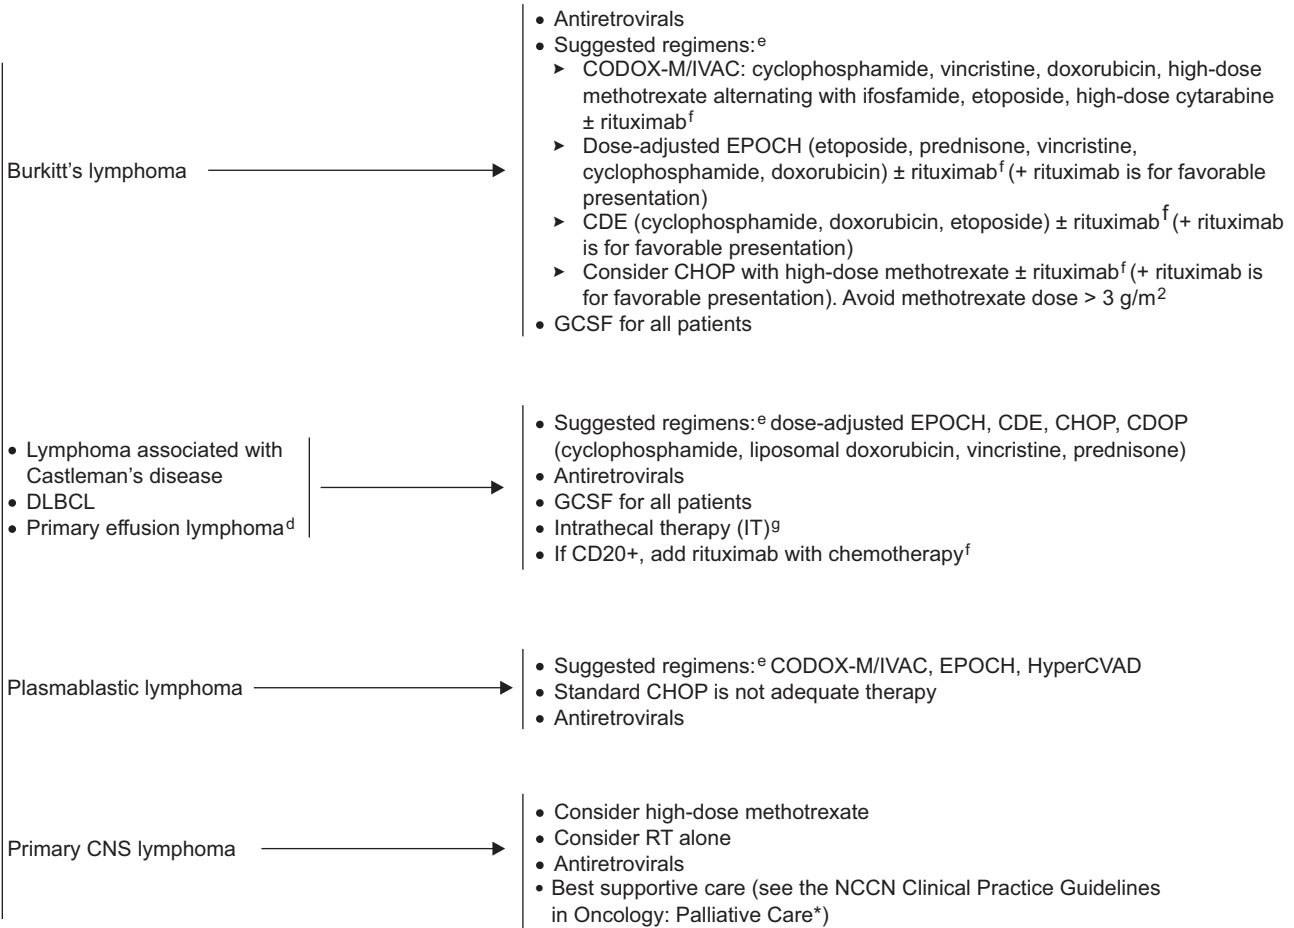 Burkitt's lymphoma
• Antiretrovirals
• Suggested regimens:e
➤ CODOX-M/IVAC: cyclophosphamide, vincristine, doxorubicin, high-dose
methotrexate alternating with ifosfamide, etoposide, high-dose cytarabine
± rituximabf
➤ Dose-adjusted EPOCH (etoposide, prednisone, vincristine,
cyclophosphamide, doxorubicin) ± rituximabf (+ rituximab is for favorable
presentation)
➤ CDE (cyclophosphamide, doxorubicin, etoposide) ± rituximabf (+ rituximab
is for favorable presentation)
➤ Consider CHOP with high-dose methotrexate ± rituximabf (+ rituximab is
for favorable presentation). Avoid methotrexate dose > 3 g/m2
• GCSF for all patients
• Lymphoma associated with
Castleman's disease
• DLBCL
• Primary effusion lymphomad
• Suggested regimens:e dose-adjusted EPOCH, CDE, CHOP, CDOP
(cyclophosphamide, liposomal doxorubicin, vincristine, prednisone)
• Antiretrovirals
• GCSF for all patients
• Intrathecal therapy (IT)g
• If CD20+, add rituximab with chemotherapyf
Plasmablastic lymphoma
• Suggested regimens:e CODOX-M/IVAC, EPOCH, HyperCVAD
• Standard CHOP is not adequate therapy
• Antiretrovirals
Primary CNS lymphoma
• Consider high-dose methotrexate
• Consider RT alone
• Antiretrovirals
• Best supportive care (see the NCCN Clinical Practice Guidelines
in Oncology: Palliative Care*)